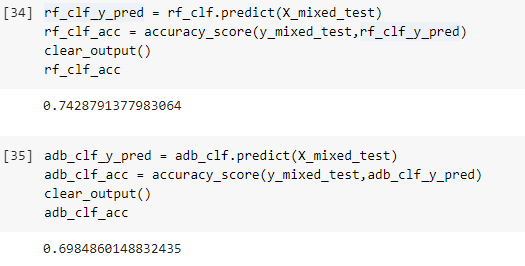 [34] rf_clf_y_pred = rf_clf.predict(X_mixed_test)
rf_clf_acc = accuracy_score(y_mixed_test,rf_clf_y_pred)
clear_output()
rf_clf_acc
0.7428791377983064
[35] adb_clf_y_pred = adb_clf.predict(X_mixed_test)
adb_clf_acc = accuracy_score(y_mixed_test,adb_clf_y_pred)
clear_output()
adb_clf_acc
0.6984860148832435